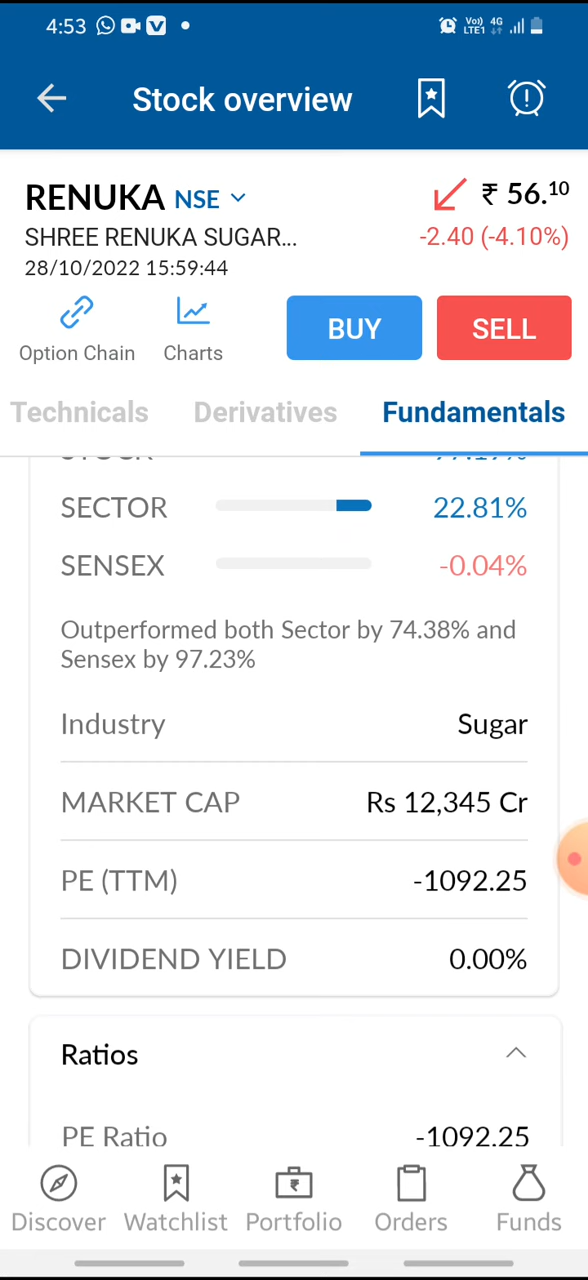 4:53
Vo) 4G
LTE1
Stock overview
RENUKA NSE
₹ 56.10
SHREE RENUKA SUGAR...
-2.40 (-4.10%)
28/10/2022 15:59:44
Option Chain
Charts
BUY
SELL
Technicals
Derivatives
Fundamentals
SECTOR 22.81%
SENSEX -0.04%
Outperformed both Sector by 74.38% and
Sensex by 97.23%
Industry Sugar
MARKET CAP Rs 12,345 Cr
PE (TTM) -1092.25
DIVIDEND YIELD 0.00%
Ratios
PE Ratio -1092.25
Discover
Watchlist
Portfolio
Orders
Funds